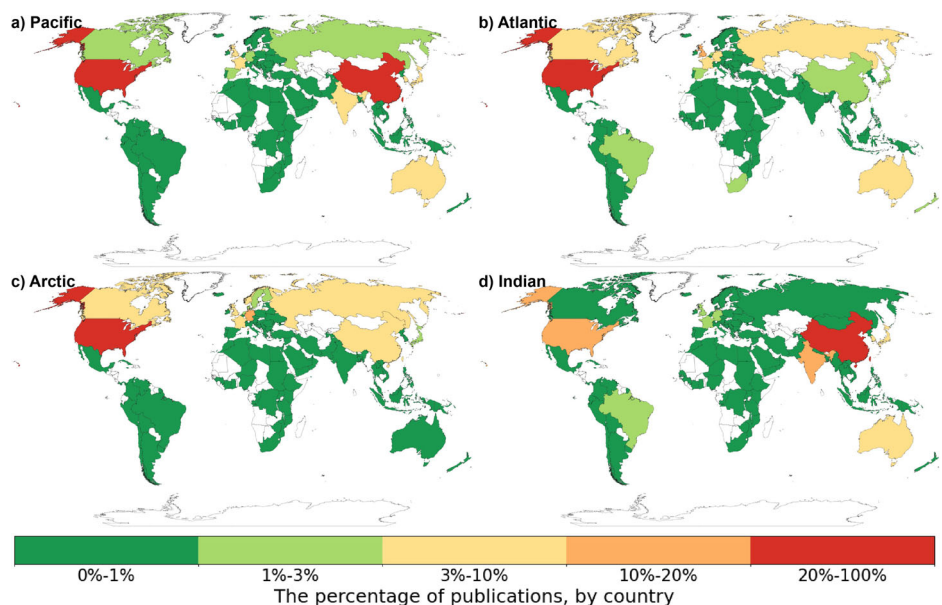 a) Pacific
b) Atlantic
c) Arctic
d) Indian
0%-1%
1%-3%
3%-10%
10%-20%
20%-100%
The percentage of publications, by country